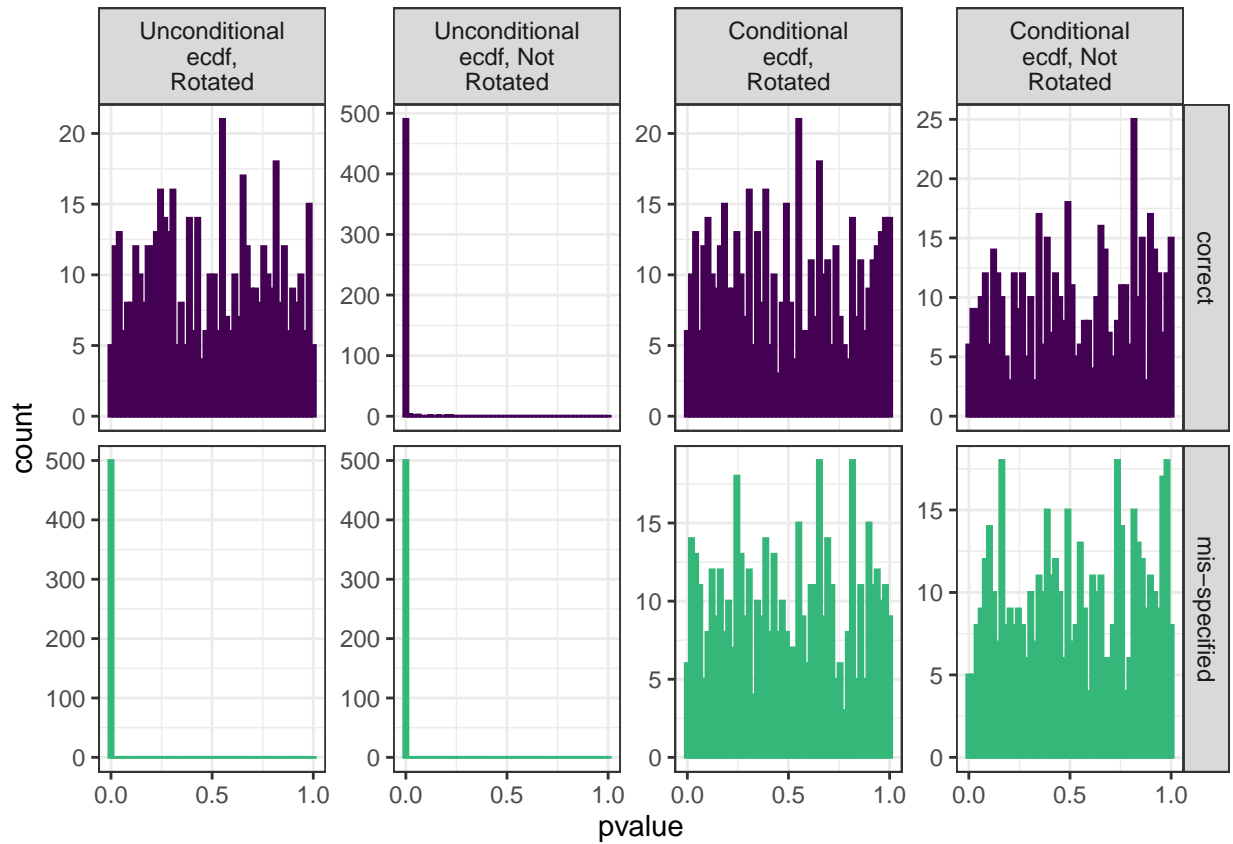 Unconditional
ecdf,
Rotated
Unconditional
ecdf, Not
Rotated
Conditional
ecdf,
Rotated
Conditional
ecdf, Not
Rotated
20
15
10
5
0
500
400
300
200
100
0
20
15
10
5
0
25
20
15
10
5
0
correct
count
500
400
300
200
100
0
500
400
300
200
100
0
15
10
5
0
15
10
5
0
mis−specified
0.0 0.5 1.0
0.0 0.5 1.0
0.0 0.5 1.0
0.0 0.5 1.0
pvalue